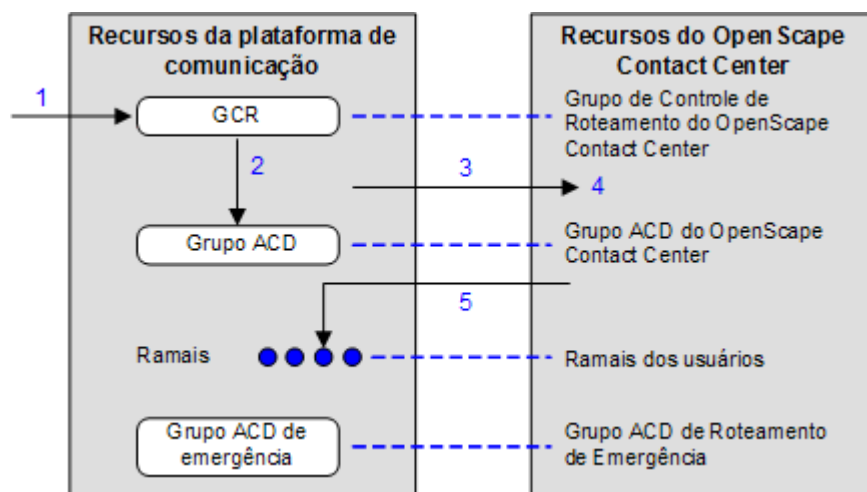 Recursos da plataforma de
comunicação
1
GCR
2
Grupo ACD
Ramais
Grupo ACD de
emergência
3
4
5
Recursos do OpenScape
Contact Center
Grupo de Controle de
Roteamento do OpenScape
Contact Center
Grupo ACD do OpenScape
Contact Center
Ramais dos usuários
Grupo ACD de Roteamento
de Emergência